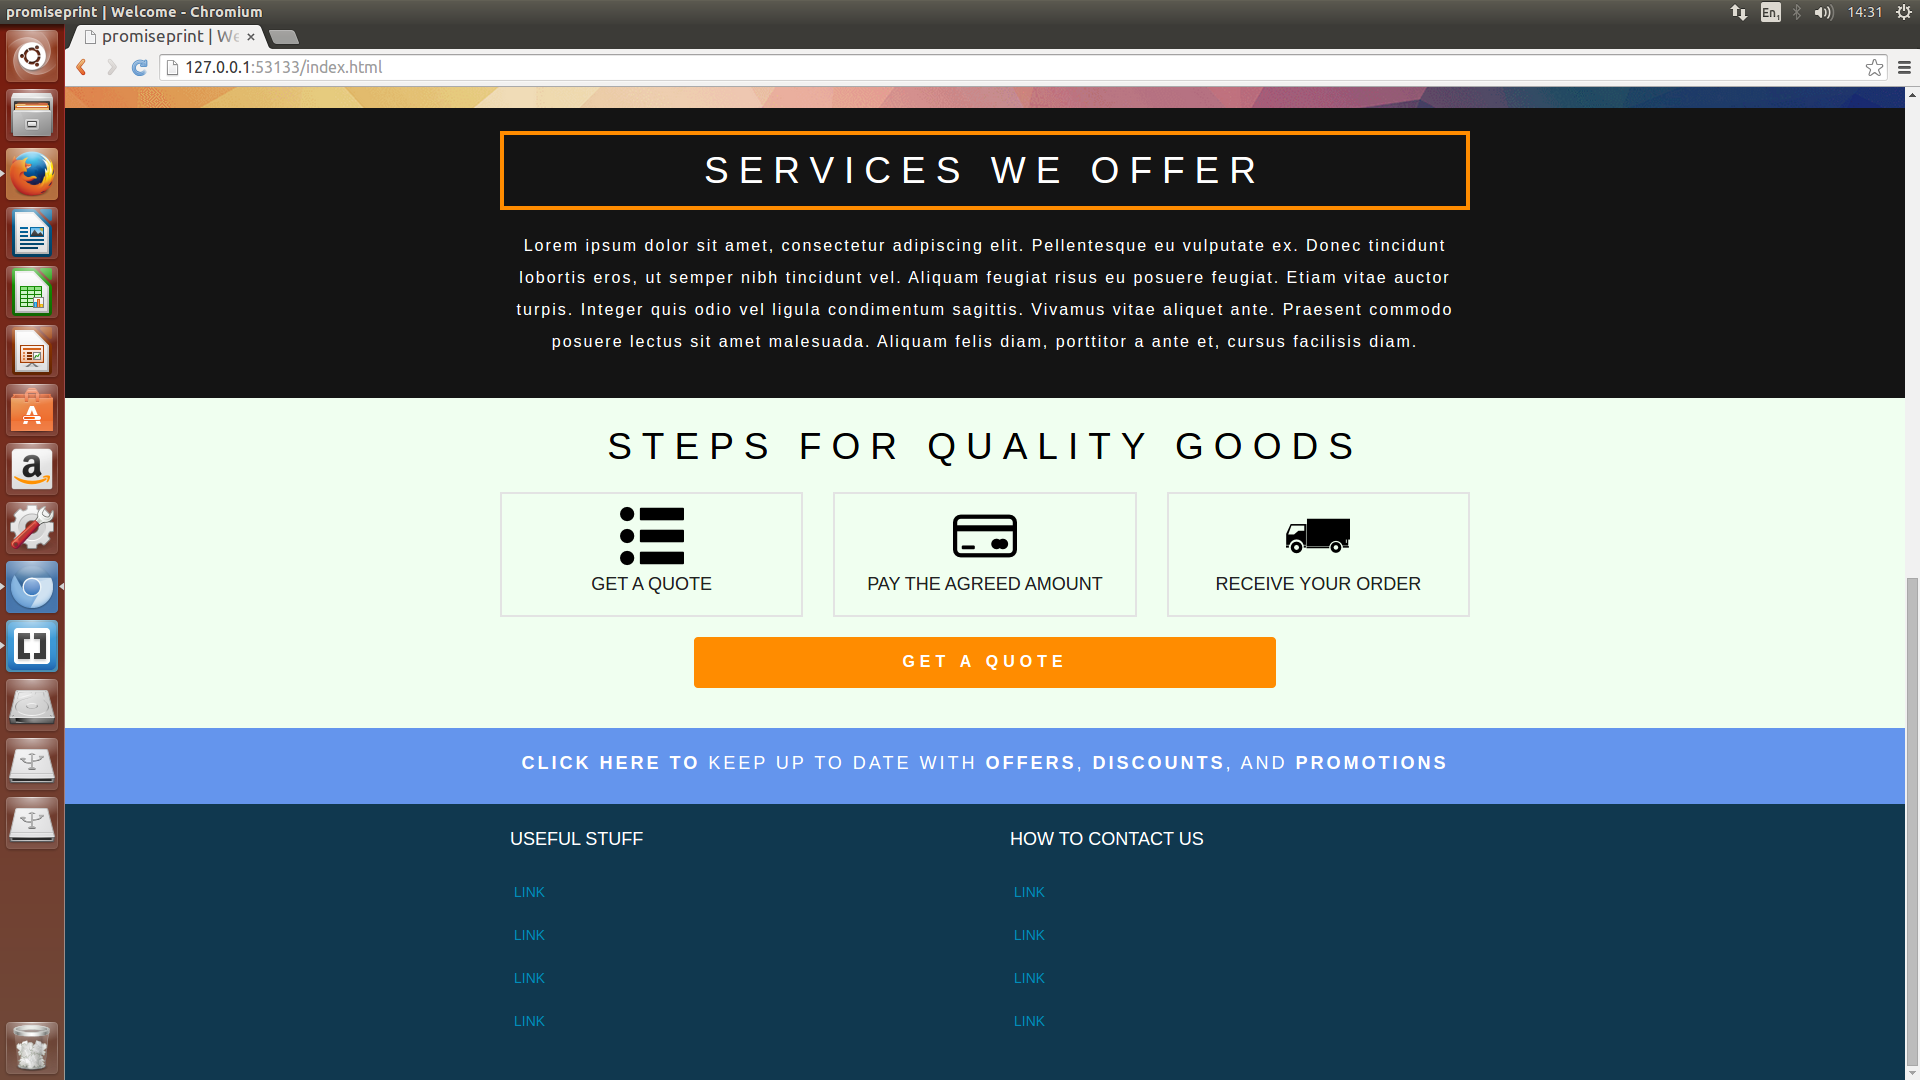 promiseprint | Welcome - Chromium
En1
14:31
promiseprint | We
127.0.0.1:53133/index.html
SERVICES WE OFFER
Lorem ipsum dolor sit amet, consectetur adipiscing elit. Pellentesque eu vulputate ex. Donec tincidunt
lobortis eros, ut semper nibh tincidunt vel. Aliquam feugiat risus eu posuere feugiat. Etiam vitae auctor
turpis. Integer quis odio vel ligula condimentum sagittis. Vivamus vitae aliquet ante. Praesent commodo
posuere lectus sit amet malesuada. Aliquam felis diam, porttitor a ante et, cursus facilisis diam.
STEPS FOR QUALITY GOODS
GET A QUOTE
PAY THE AGREED AMOUNT
RECEIVE YOUR ORDER
GET A QUOTE
CLICK HERE TO KEEP UP TO DATE WITH OFFERS, DISCOUNTS, AND PROMOTIONS
USEFUL STUFF
LINK
LINK
LINK
LINK
HOW TO CONTACT US
LINK
LINK
LINK
LINK